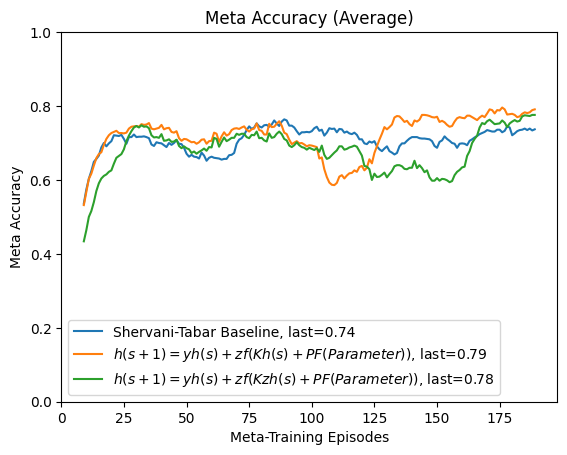 Meta Accuracy (Average)
1.0
0.8
0.6
0.4
0.2
0.0
Meta Accuracy
Shervani-Tabar Baseline, last=0.74
h(s + 1) = yh(s) + zf(Kh(s) + PF(Parameter)), last=0.79
h(s + 1) = yh(s) + zf(Kzh(s) + PF(Parameter)), last=0.78
0 25 50 75 100 125 150 175
Meta-Training Episodes